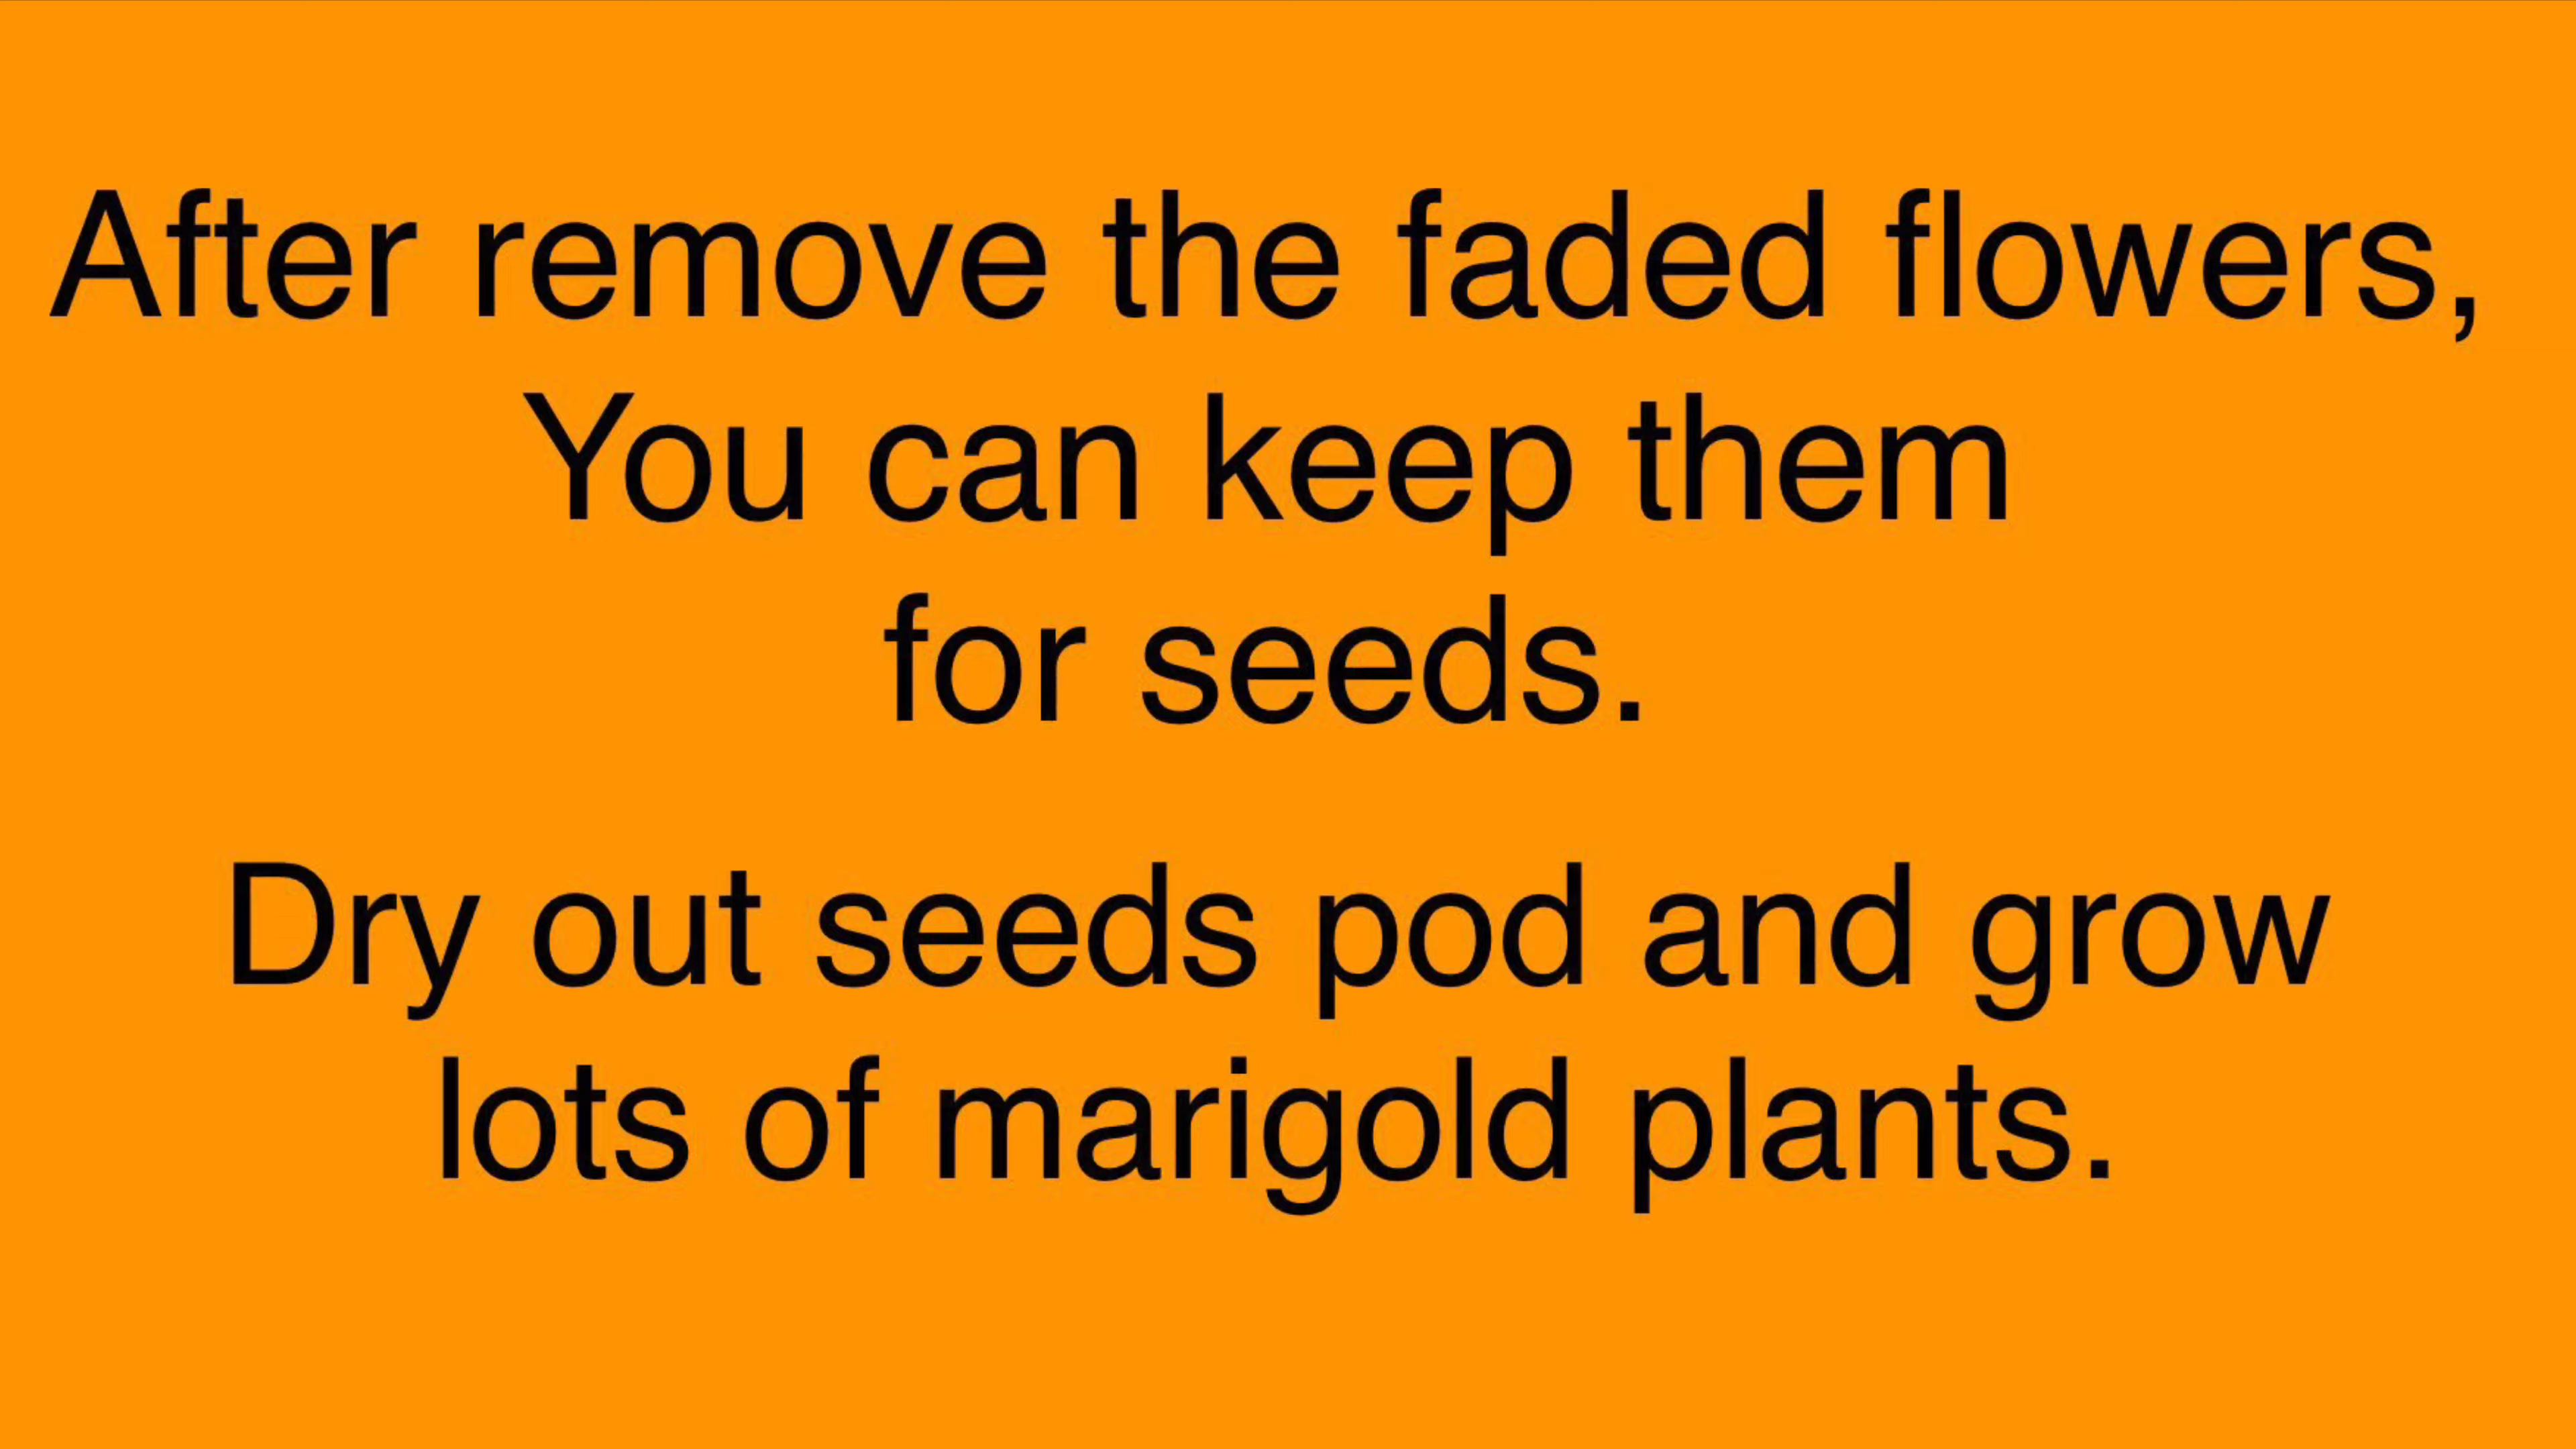 After remove the faded flowers,
You can keep them
for seeds.
Dry out seeds pod and grow
lots of marigold plants.